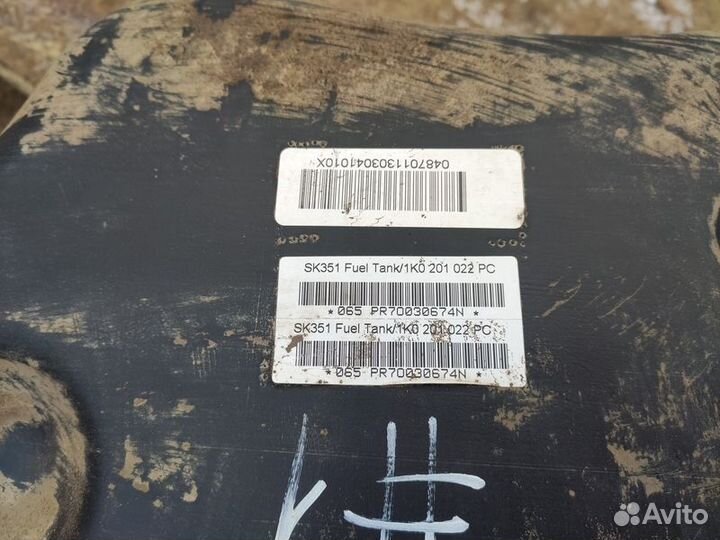 0487011303041010X
SK351 Fuel Tank/1K0 201 022 PC
*065 PR70030674N *
SK351 Fuel Tank/1K0 201 022 PC
*065 PR70030674N *
Avito